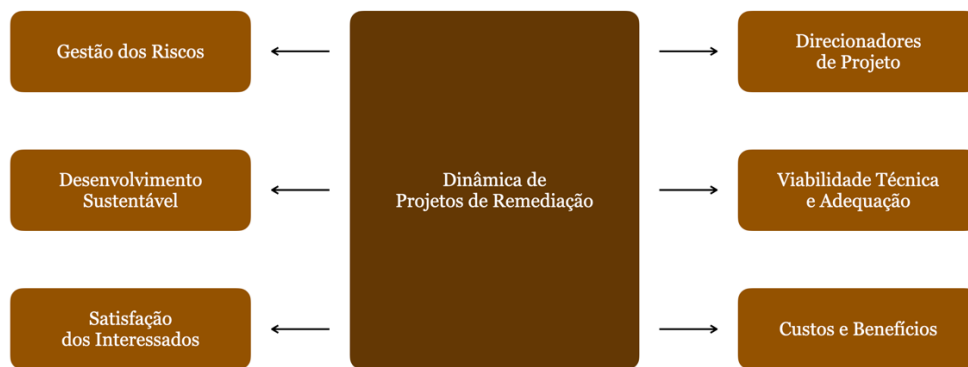 Gestão dos Riscos
Desenvolvimento
Sustentável
Satisfação
dos Interessados
Dinâmica de
Projetos de Remediação
Direcionadores
de Projeto
Viabilidade Técnica
e Adequação
Custos e Benefícios